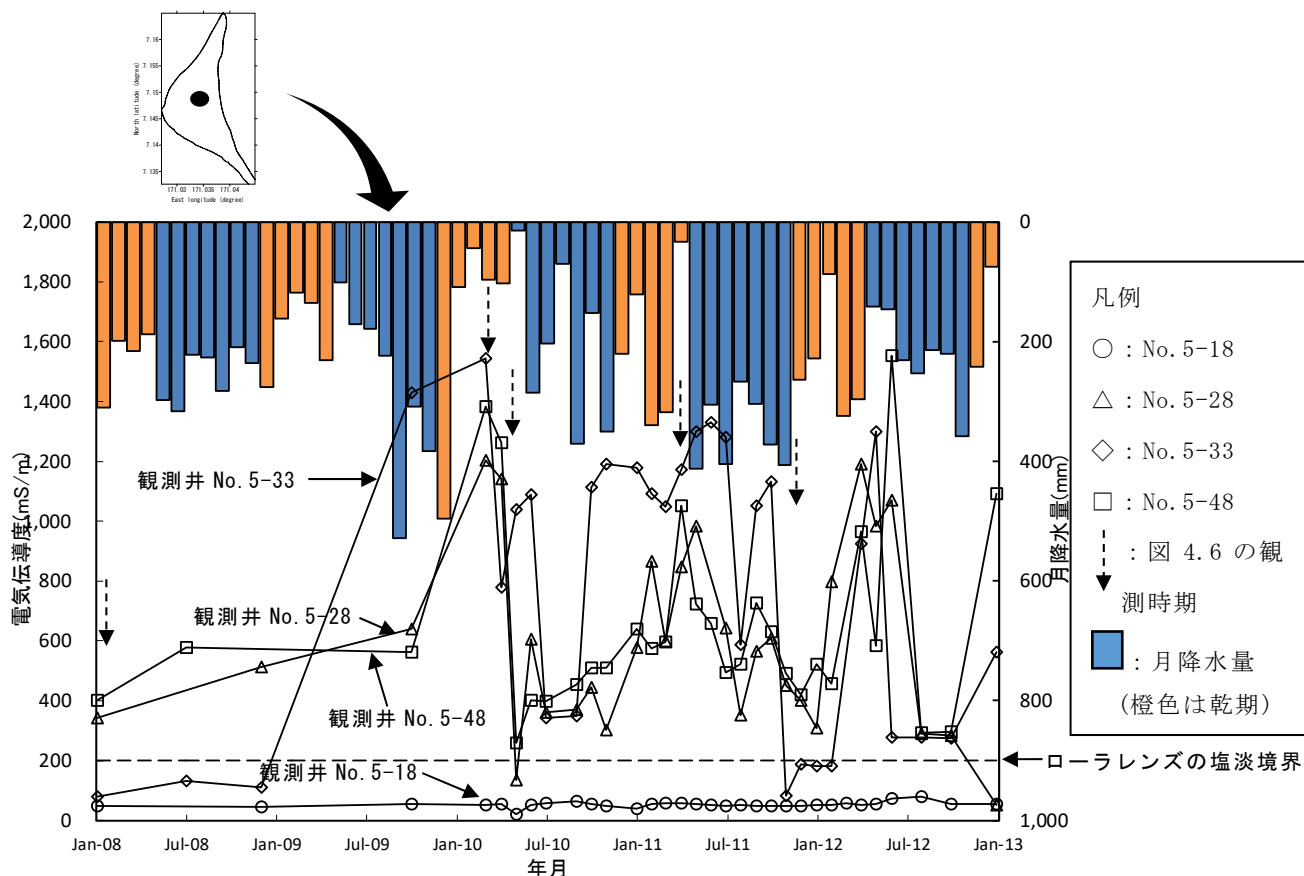 7.16
7.155
7.15
7.145
7.14
7.135
North latitude (degree)
171.03 171.035 171.04
East longitude (degree)
2,000
1,800
1,600
1,400
1,200
1,000
800
600
400
200
0
電気伝導度(mS/m)
0
200
400
600
800
1,000
月降水量(mm)
観測井 No.5-33
観測井 No.5-28
観測井 No.5-48
観測井 No.5-18
ローラレンズの塩淡境界
Jan-08 Jul-08 Jan-09 Jul-09 Jan-10 Jul-10 Jan-11 Jul-11 Jan-12 Jul-12 Jan-13
年月
凡例
：No.5-18
：No.5-28
：No.5-33
：No.5-48
：図 4.6 の観
測時期
：月降水量
(橙色は乾期)